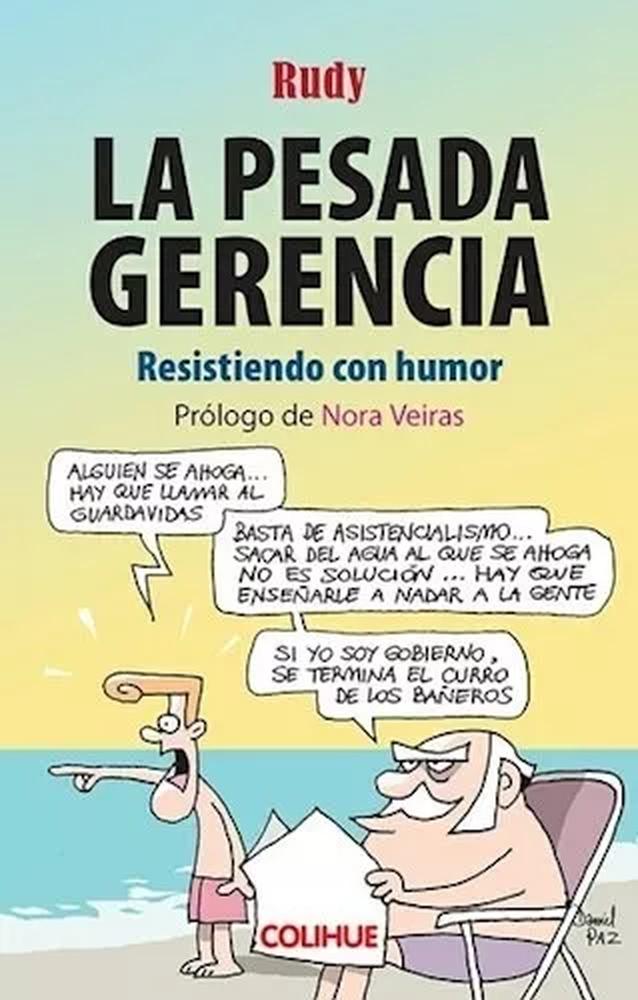 Rudy
LA PESADA
GERENCIA
Resistiendo con humor
Prólogo de Nora Veiras
ALGUIEN SE AHOGA...
HAY QUE LLAMAR AL
GUARDAVIDAS
BASTA DE ASISTENCIALISMO...
SACAR DEL AGUA AL QUE SE AHOGA
NO ES SOLUCIÓN ... HAY QUE
ENSEÑARLE A NADAR A LA GENTE
SI YO SOY GOBIERNO,
SE TERMINA EL CURRO
DE LOS BAÑEROS
COLIHUE
Daniel
PAZ